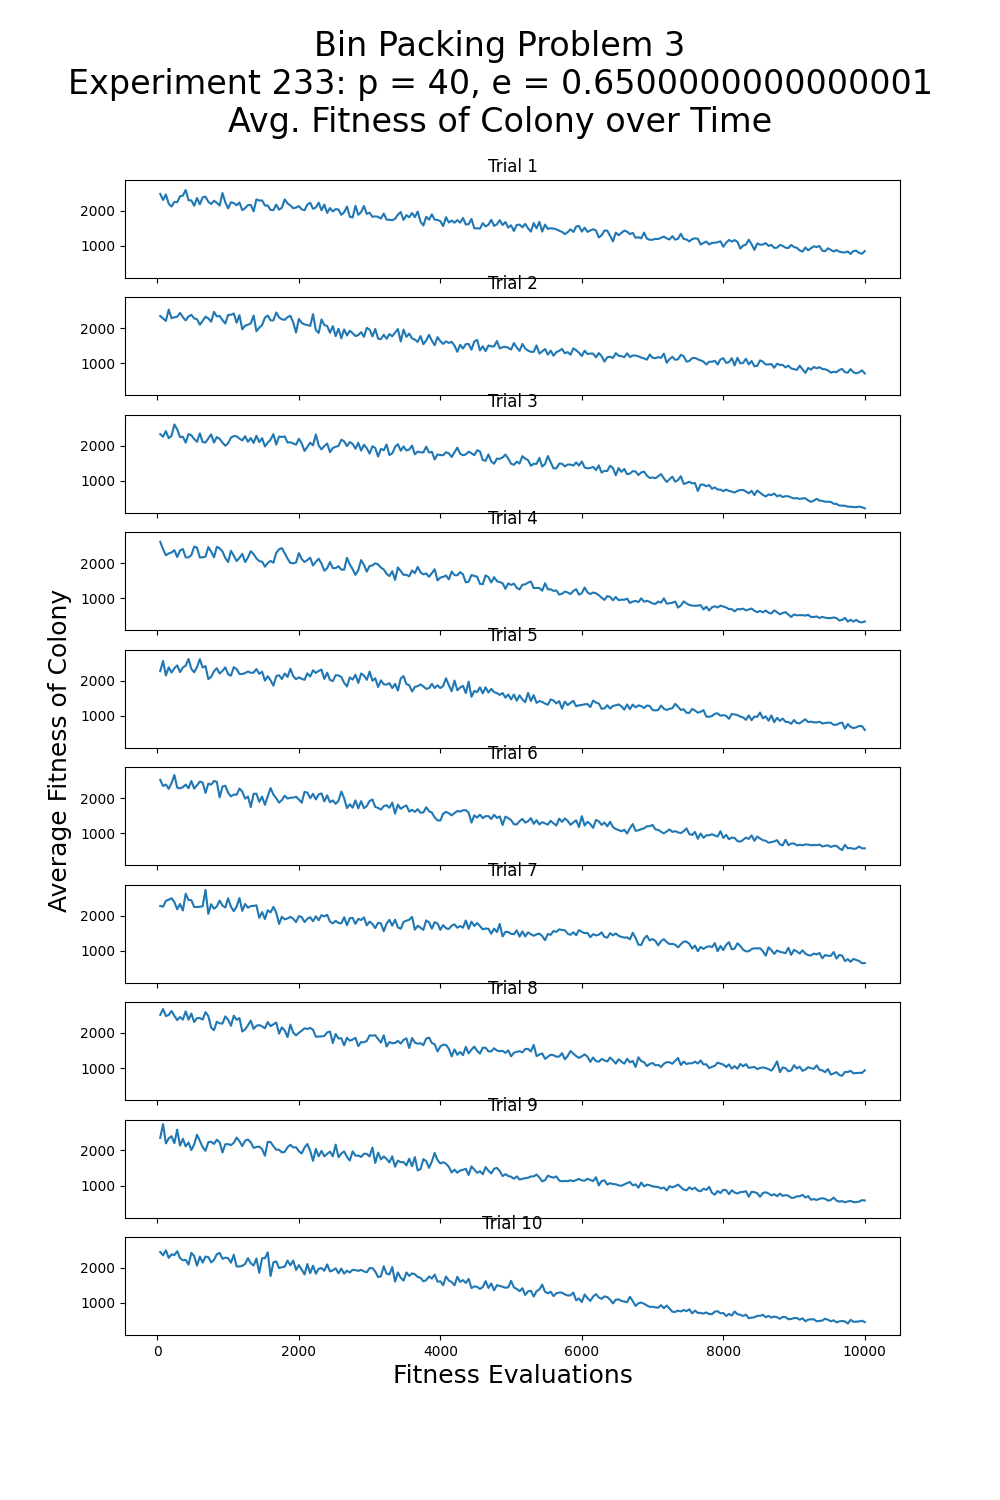 Bin Packing Problem 3
Experiment 233: p = 40, e = 0.6500000000000001
Avg. Fitness of Colony over Time
Trial 1
2000
1000
Trial 2
2000
1000
Trial 3
2000
1000
Trial 4
2000
1000
Trial 5
2000
1000
Trial 6
2000
1000
Trial 7
2000
1000
Trial 8
2000
1000
Trial 9
2000
1000
Trial 10
2000
1000
0 2000 4000 6000 8000 10000
Fitness Evaluations
Average Fitness of Colony